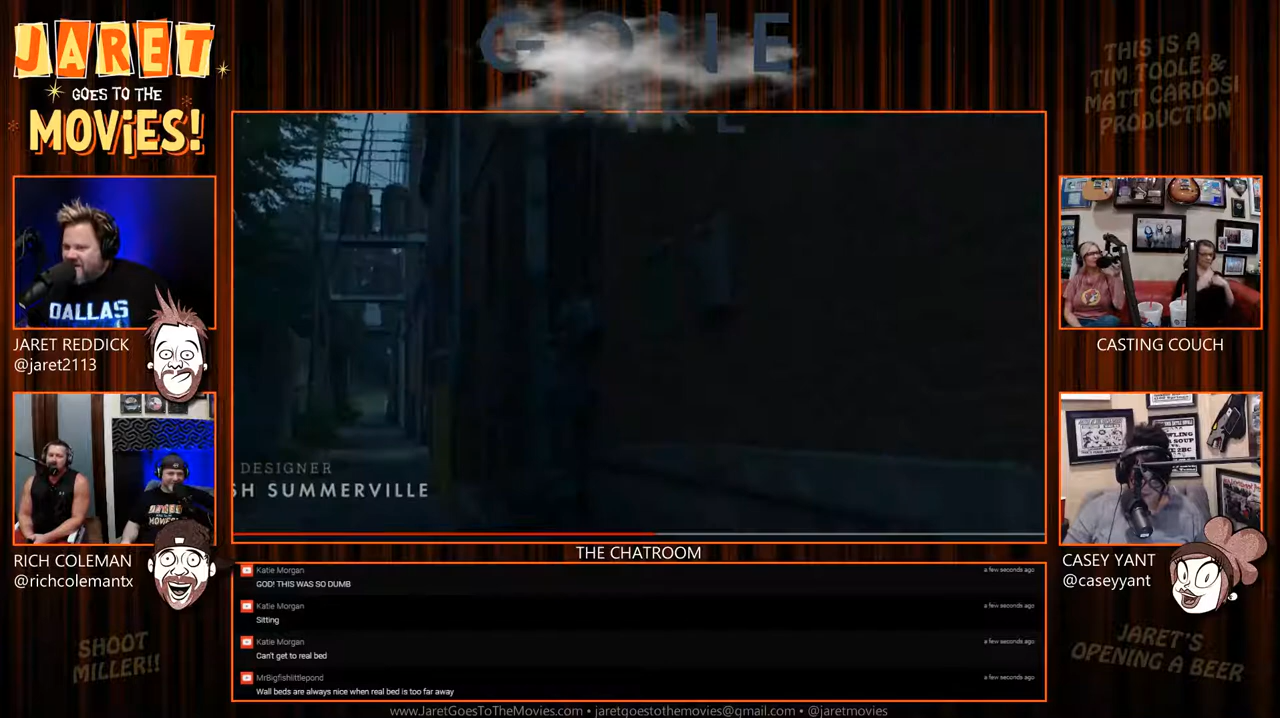 JARET
GOES TO THE
MOVIES!
GONE
THIS IS A
TIM TOOLE &
MATT CARDOSI
PRODUCTION
DALLAS
JARET REDDICK
@jaret2113
CASTING COUCH
DESIGNER
SH SUMMERVILLE
RICH COLEMAN
@richcolemantx
CASEY YANT
@caseyyant
THE CHATROOM
Katie Morgan
a few seconds ago
GOD! THIS WAS SO DUMB
Katie Morgan
a few seconds ago
Sitting
Katie Morgan
a few seconds ago
Can't get to real bed
MrBigfishlittlepond
a few seconds ago
Wall beds are always nice when real bed is too far away
SHOOT
MILLER!!
JARET'S
OPENING A BEER
www.JaretGoesToTheMovies.com • jaretgoestothemovies@gmail.com • @jaretmovies